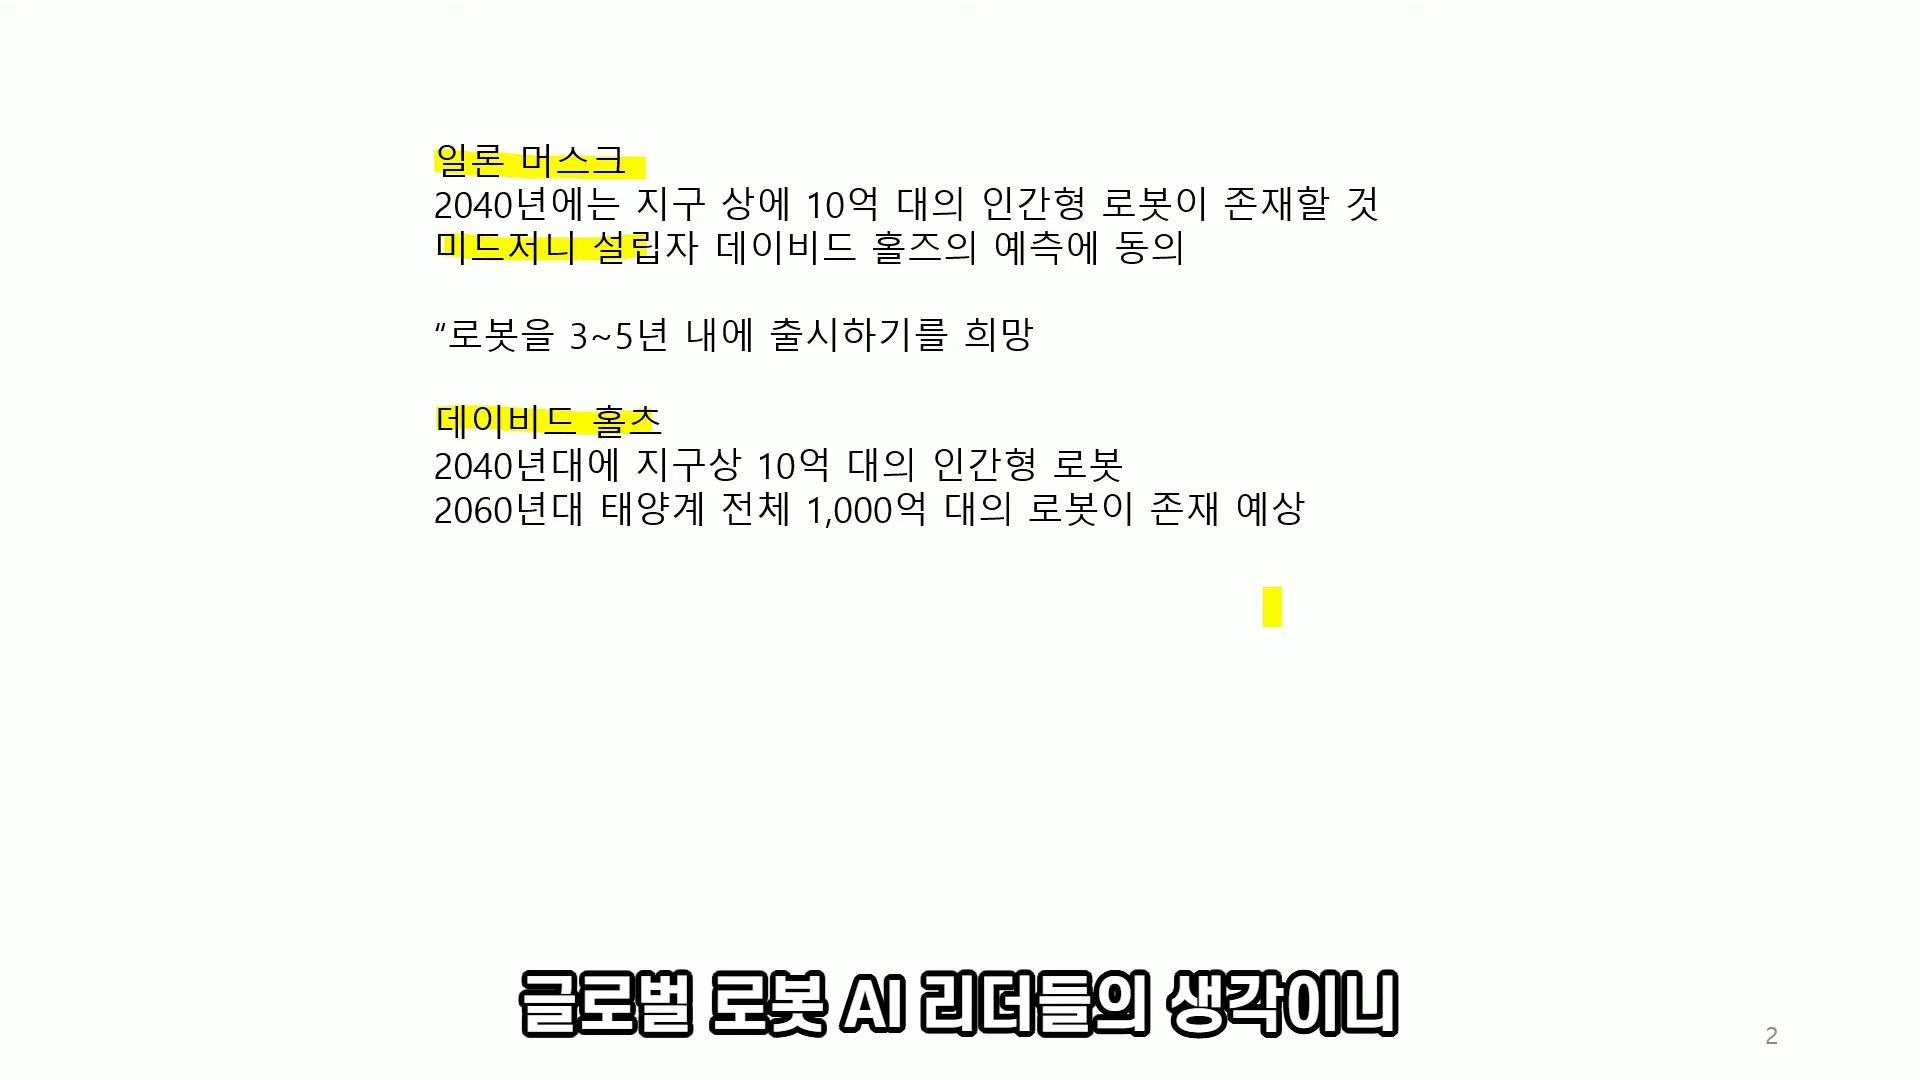 일론 머스크
2040년에는 지구 상에 10억 대의 인간형 로봇이 존재할 것
미드저니 설립자 데이비드 홀즈의 예측에 동의
“로봇을 3~5년 내에 출시하기를 희망
데이비드 홀츠
2040년대에 지구상 10억 대의 인간형 로봇
2060년대 태양계 전체 1,000억 대의 로봇이 존재 예상
글로벌 로봇 AI 리더들의 생각이니
2